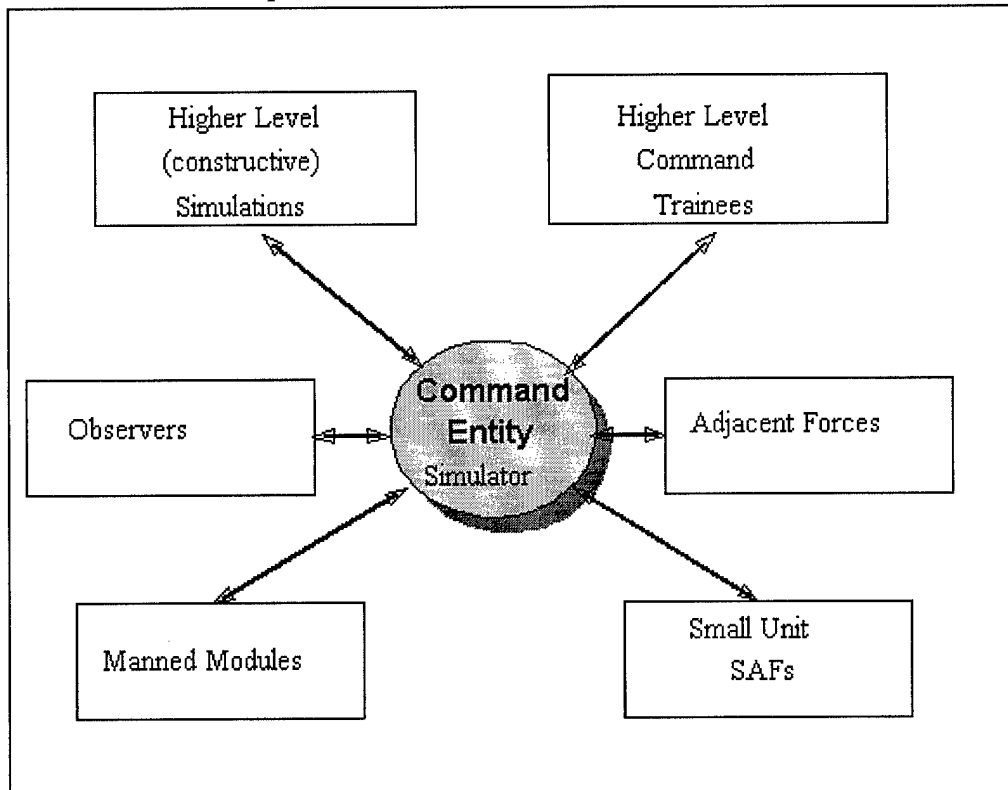 Higher Level
(constructive)
Simulations
Higher Level
Command
Trainees
Command
Entity
Simulator
Observers
Adjacent Forces
Manned Modules
Small Unit
SAFs